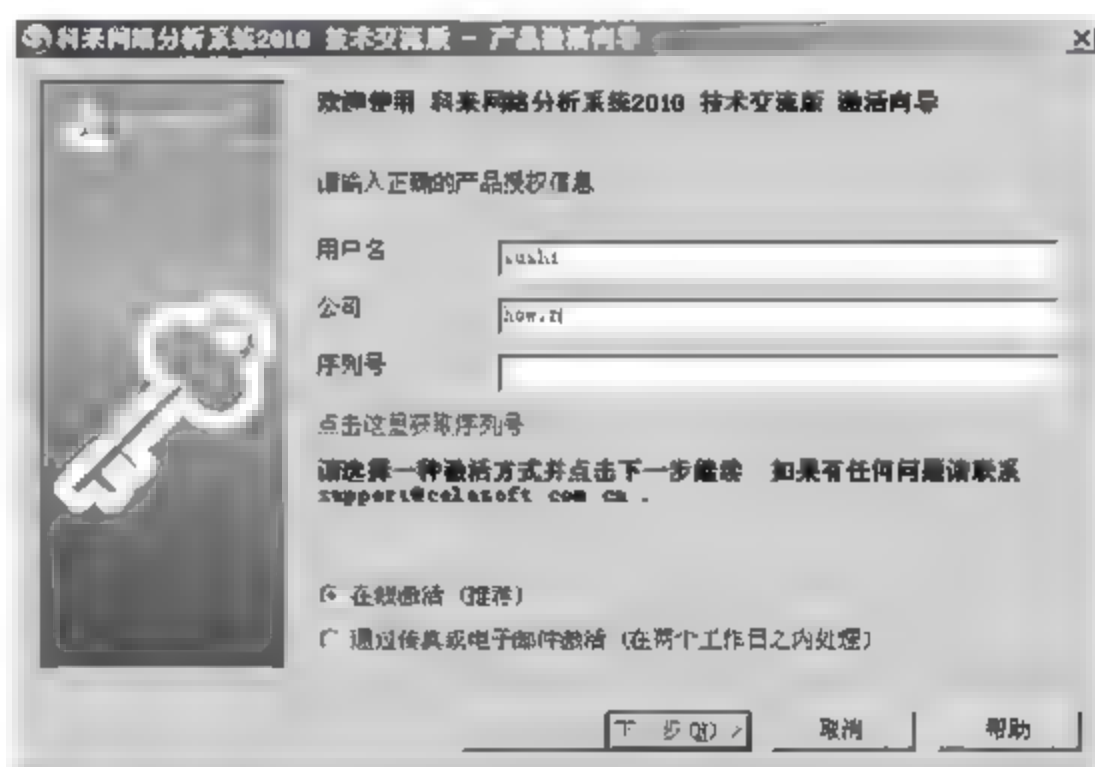 科来网络分析系统2010 技术交流版 - 产品激活向导
欢迎使用 科来网络分析系统2010 技术交流版 激活向导
请输入正确的产品授权信息
用户名
公司
序列号
点击这里获取序列号
请选择一种激活方式并点击下一步继续 如果有任何问题请联系
support@colasoft com cn .
在线激活 (推荐)
通过传真或电子邮件激活 (在两个工作日之内处理)
下一步(N) >
取消
帮助